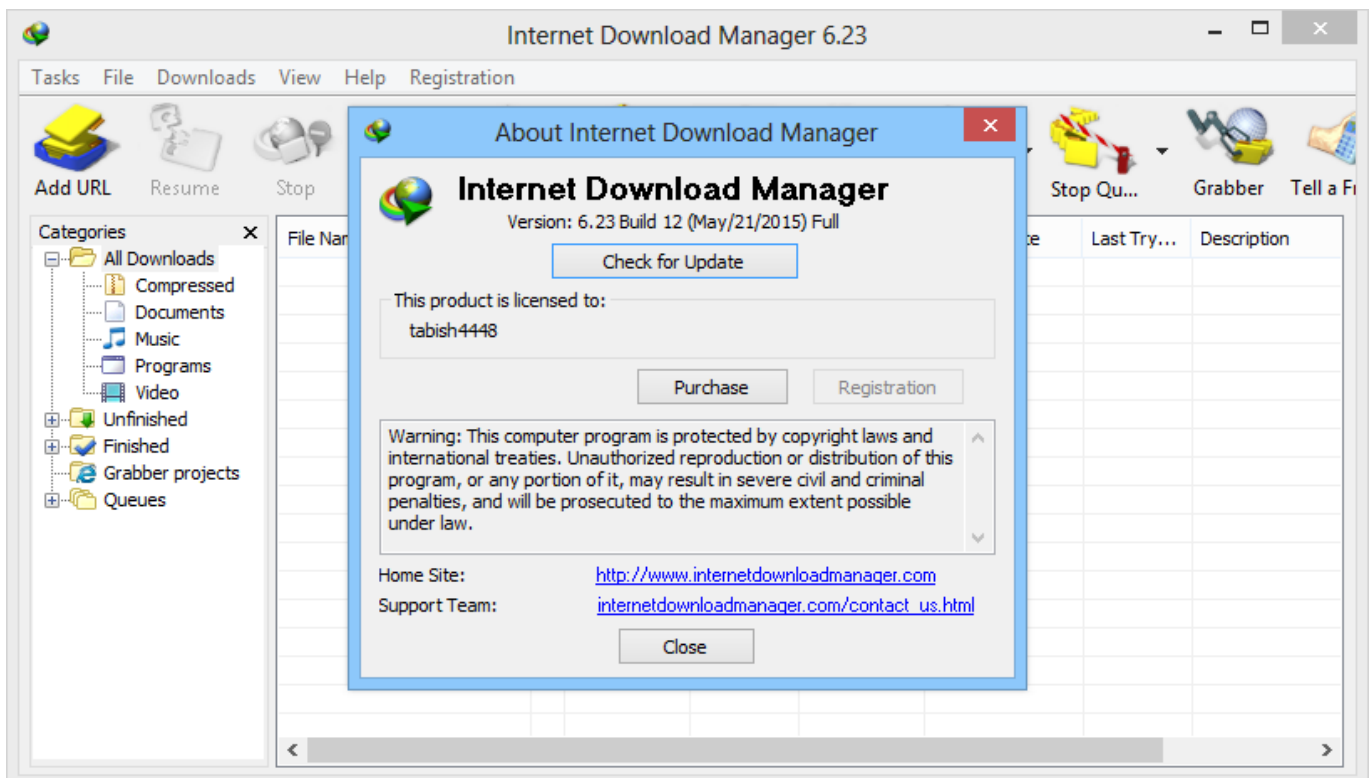 Internet Download Manager 6.23
Tasks File Downloads View Help Registration
Add URL Resume Stop Stop Qu... Grabber Tell a
About Internet Download Manager
Internet Download Manager
Version: 6.23 Build 12 (May/21/2015) Full
Check for Update
This product is licensed to:
tabish4448
Purchase Registration
Warning: This computer program is protected by copyright laws and
international treaties. Unauthorized reproduction or distribution of this
program, or any portion of it, may result in severe civil and criminal
penalties, and will be prosecuted to the maximum extent possible
under law.
Home Site: http://www.internetdownloadmanager.com
Support Team: internetdownloadmanager.com/contact_us.html
Close
Categories
All Downloads
Compressed
Documents
Music
Programs
Video
Unfinished
Finished
Grabber projects
Queues
File Last Try... Description